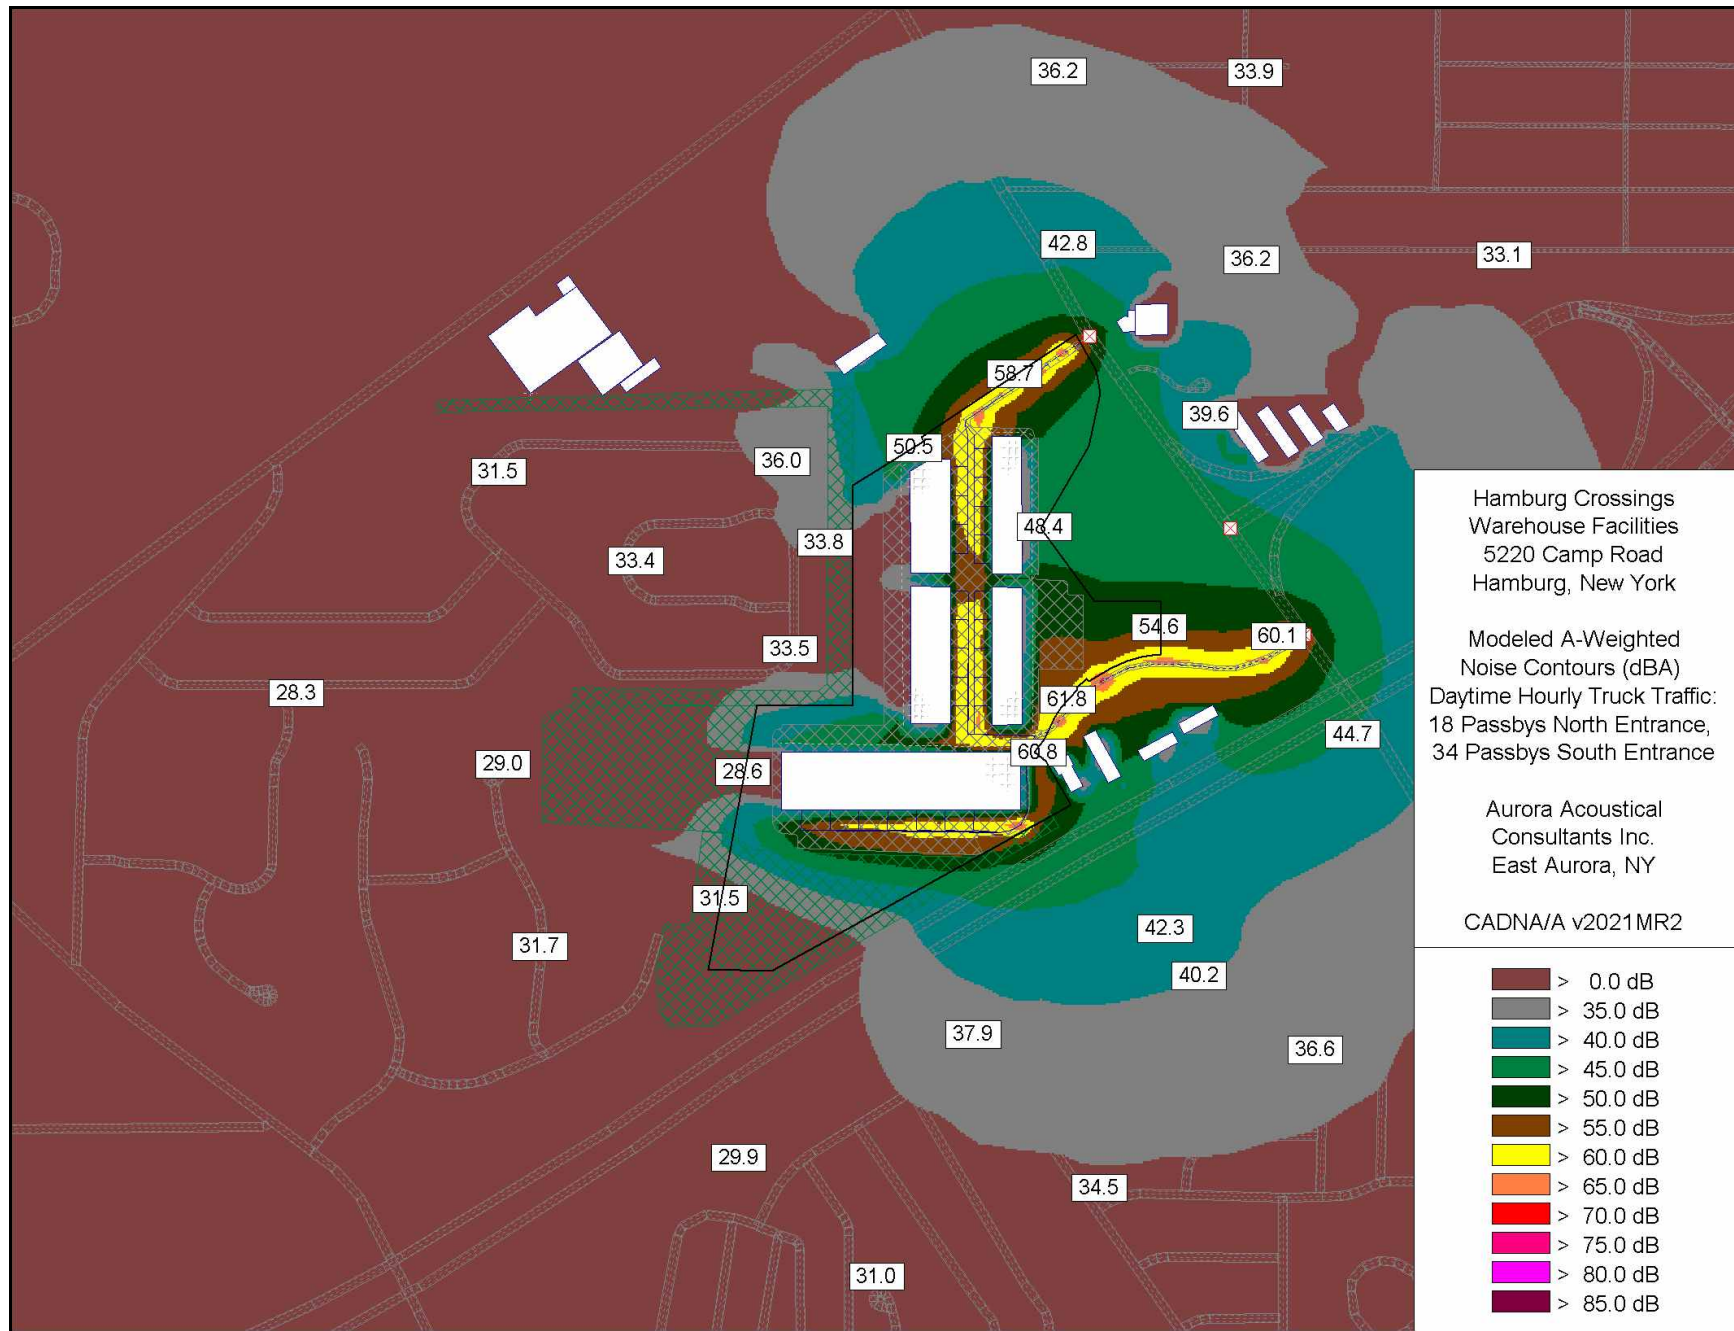 36.2
33.9
42.8
36.2
33.1
58.7
39.6
50.5
36.0
31.5
48.4
33.8
33.4
54.6
60.1
33.5
28.3
61.8
44.7
60.8
29.0
28.6
31.5
42.3
31.7
40.2
37.9
36.6
29.9
34.5
31.0
Hamburg Crossings
Warehouse Facilities
5220 Camp Road
Hamburg, New York
Modeled A-Weighted
Noise Contours (dBA)
Daytime Hourly Truck Traffic:
18 Passbys North Entrance,
34 Passbys South Entrance
Aurora Acoustical
Consultants Inc.
East Aurora, NY
CADNA/A v2021MR2
> 0.0 dB
> 35.0 dB
> 40.0 dB
> 45.0 dB
> 50.0 dB
> 55.0 dB
> 60.0 dB
> 65.0 dB
> 70.0 dB
> 75.0 dB
> 80.0 dB
> 85.0 dB